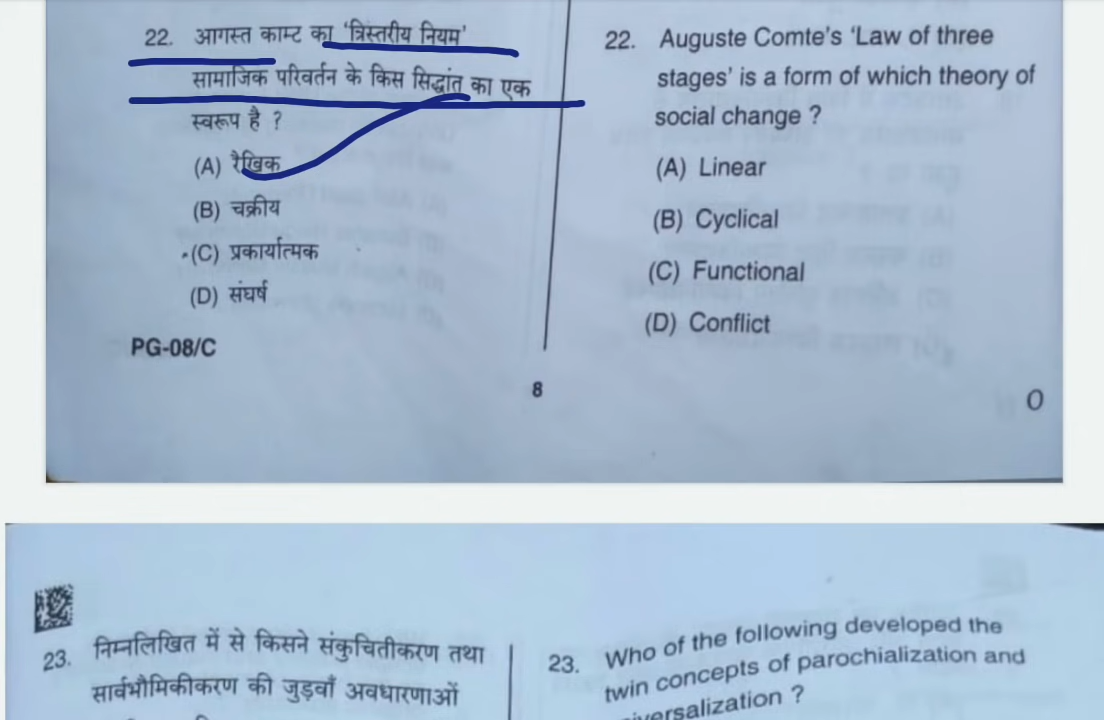 22. आगस्त काम्ट का 'त्रिस्तरीय नियम'
सामाजिक परिवर्तन के किस सिद्धांत का एक
स्वरूप है ?
(A) रैखिक
(B) चक्रीय
(C) प्रकार्यात्मक
(D) संघर्ष
PG-08/C
22. Auguste Comte's 'Law of three
stages' is a form of which theory of
social change ?
(A) Linear
(B) Cyclical
(C) Functional
(D) Conflict
8
O
23. निम्नलिखित में से किसने संकुचितीकरण तथा
सार्वभौमिकीकरण की जुड़वाँ अवधारणाओं
23. Who of the following developed the
twin concepts of parochialization and
iversalization ?